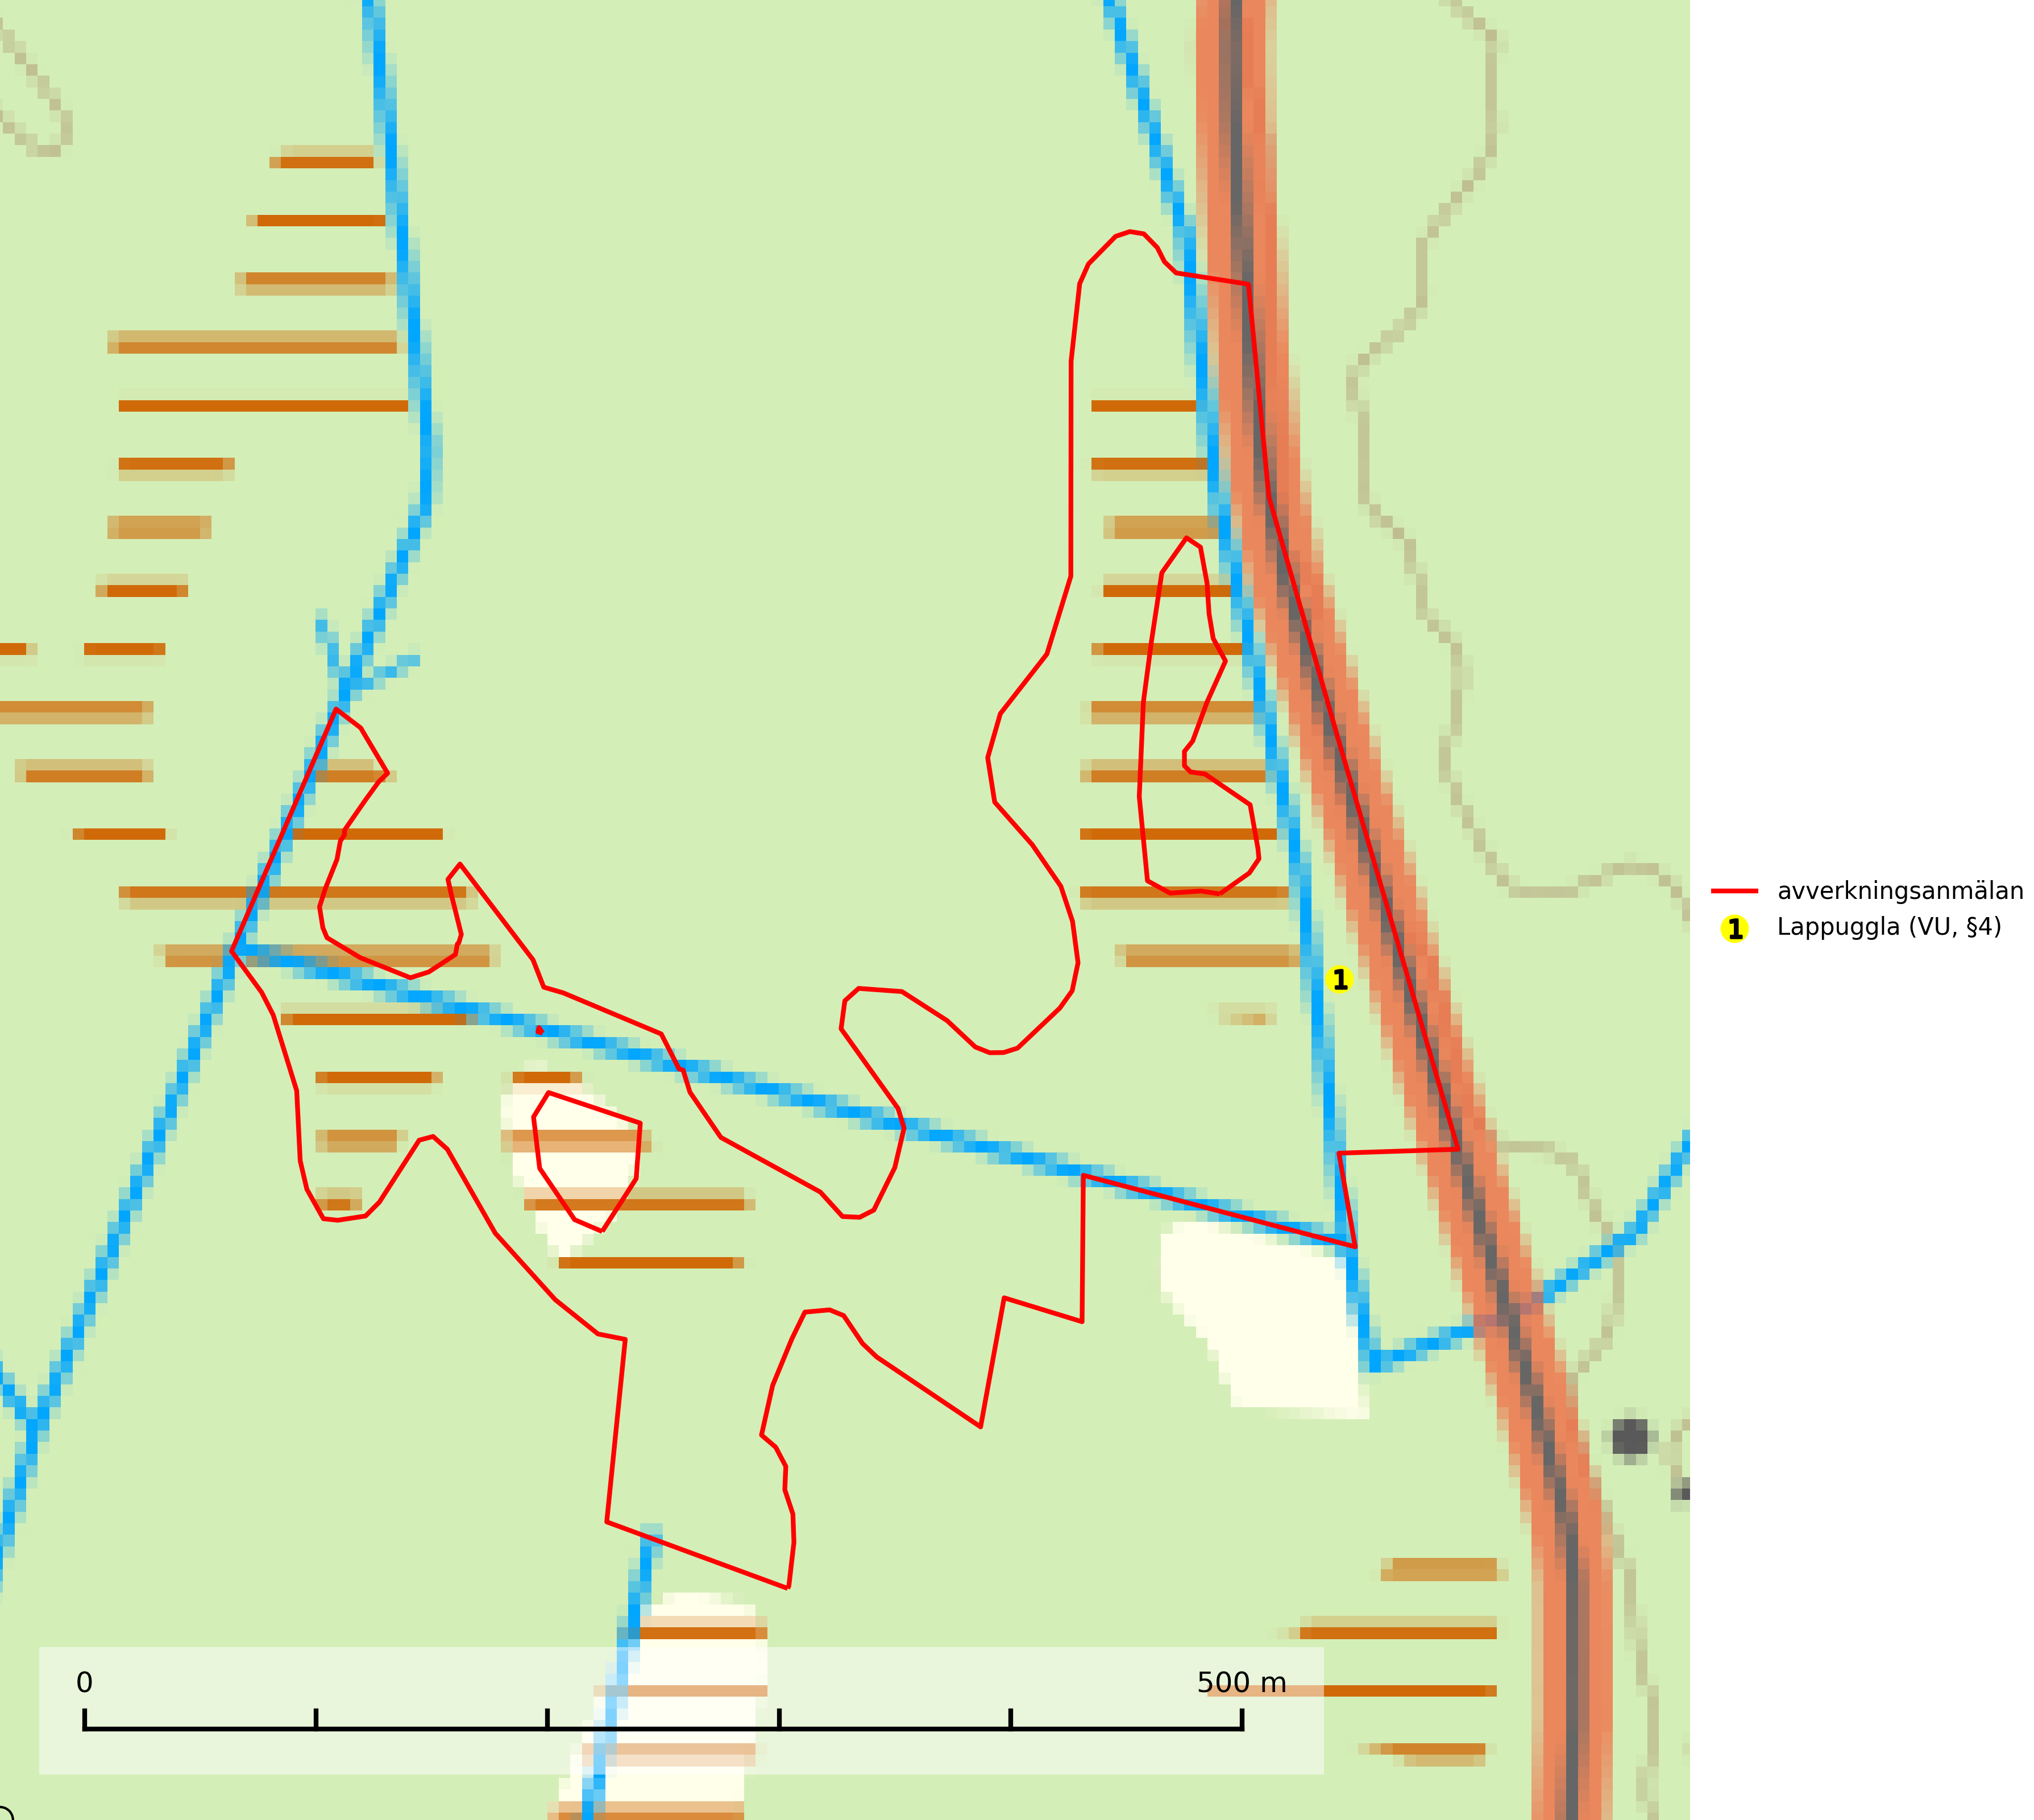 1
avverkningsanmälan
1 Lappuggla (VU, §4)
0 500 m